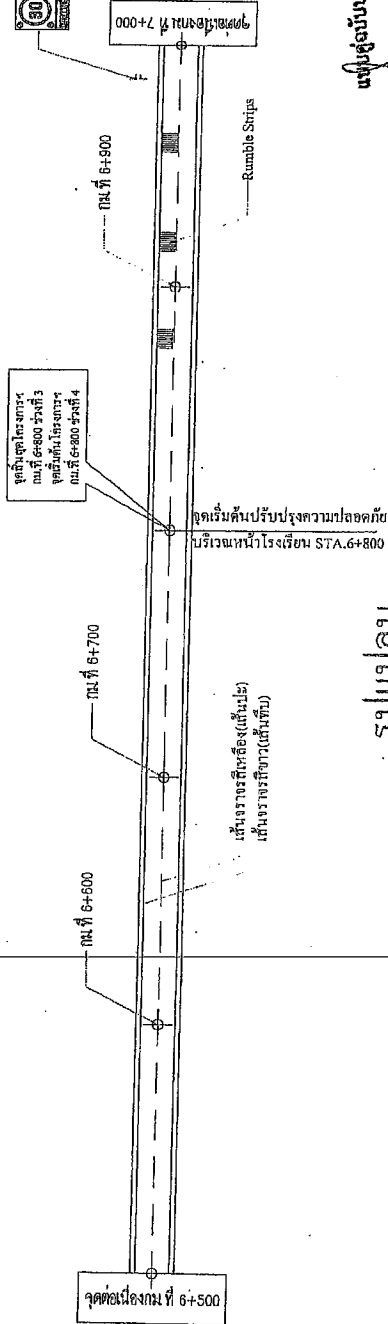 30
จุดต่อเนื่องกม.ที่ 7+000
กม.ที่ 6+900
Rumble Strips
จุดสิ้นสุดโครงการฯ
กม.ที่ 6+800 ช่วงที่ 3
จุดเริ่มต้นโครงการฯ
กม.ที่ 6+800 ช่วงที่ 4
จุดเริ่มต้นปรับปรุงความปลอดภัย
บริเวณหน้าโรงเรียน STA.6+800
กม.ที่ 6+700
เส้นจราจรสีเหลือง(เส้นปะ)
เส้นจราจรสีขาว(เส้นทึบ)
กม.ที่ 6+600
จุดต่อเนื่องกม.ที่ 6+500